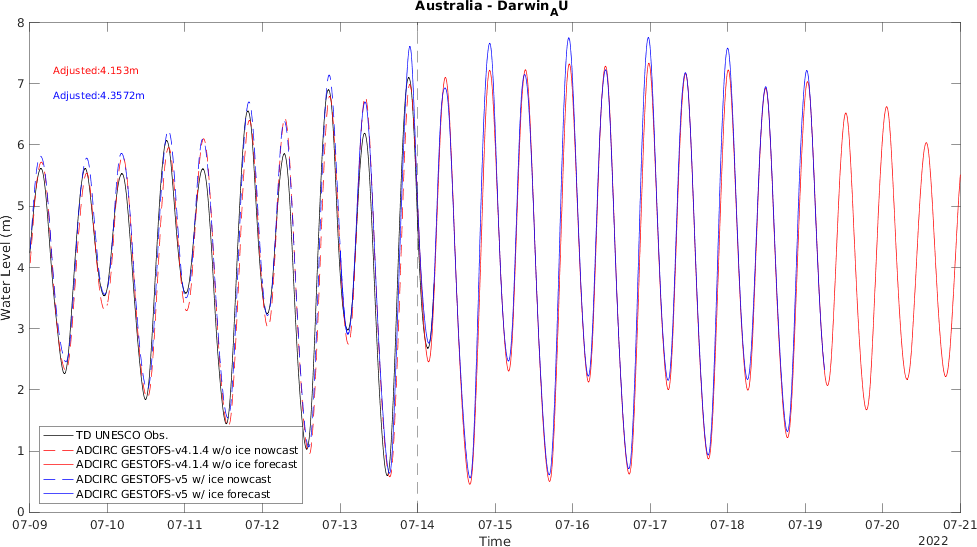 Australia - Darwin_AU
8
7
6
5
4
3
2
1
0
Water Level (m)
Adjusted:4.153m
Adjusted:4.3572m
TD UNESCO Obs.
ADCIRC GESTOFS-v4.1.4 w/o ice nowcast
ADCIRC GESTOFS-v4.1.4 w/o ice forecast
ADCIRC GESTOFS-v5 w/ ice nowcast
ADCIRC GESTOFS-v5 w/ ice forecast
07-09 07-10 07-11 07-12 07-13 07-14 07-15 07-16 07-17 07-18 07-19 07-20 07-21
Time
2022